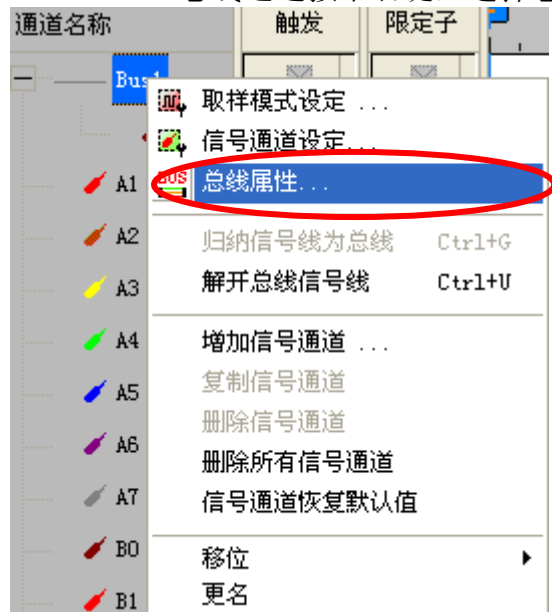 通道名称 触发 限定子
Bus1
取样模式设定 ...
信号通道设定...
BUS 总线属性...
A1
A2 归纳信号线为总线 Ctrl+G
A3 解开总线信号线 Ctrl+U
A4 增加信号通道 ...
A5 复制信号通道
删除信号通道
A6 删除所有信号通道
A7 信号通道恢复默认值
B0 移位
B1 更名